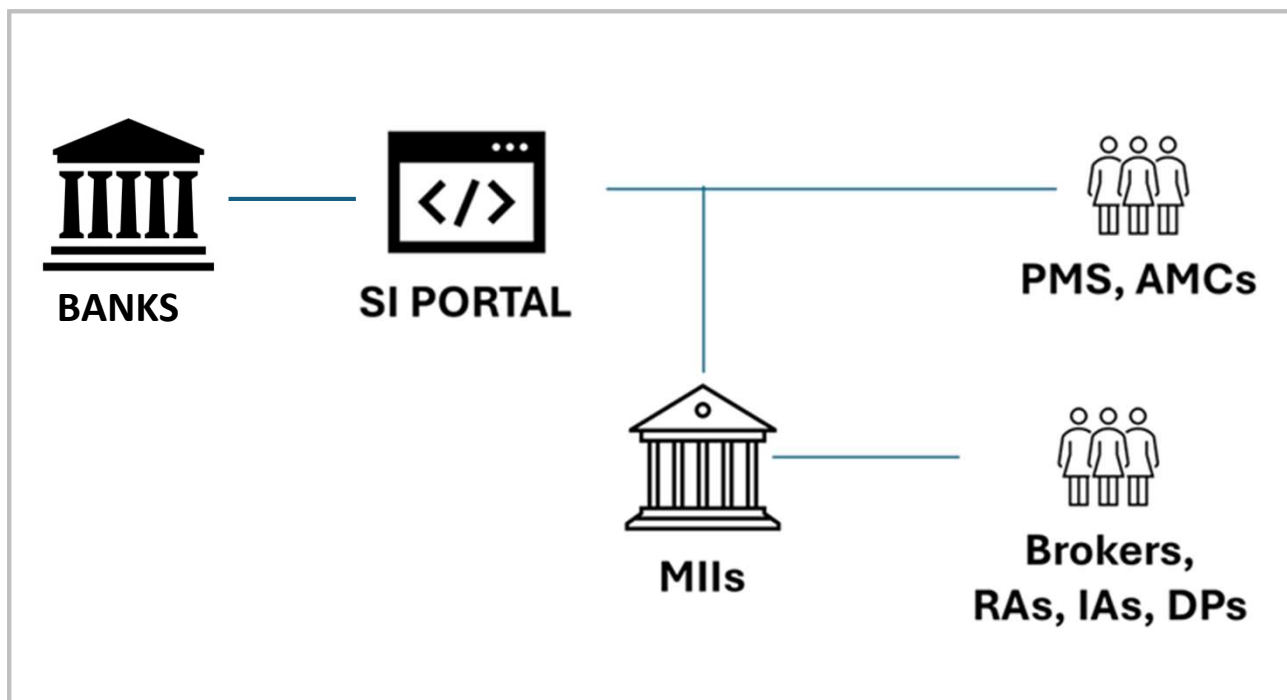 BANKS
</>
SI PORTAL
PMS, AMCs
MIIs
Brokers,
RAs, IAs, DPs